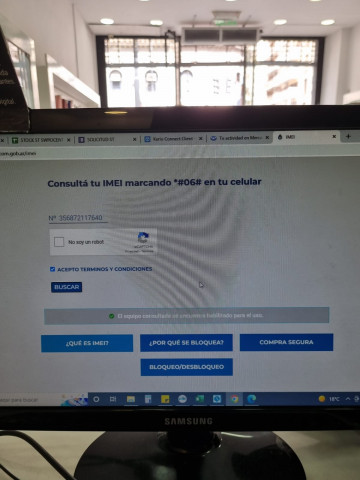 IMEI
Consultá tu IMEI marcando *#06# en tu celular
N° 356872117640
No soy un robot
reCAPTCHA
ACEPTO TERMINOS Y CONDICIONES
BUSCAR
El equipo consultado se encuentra habilitado para el uso.
¿QUÉ ES IMEI?
¿POR QUÉ SE BLOQUEA?
COMPRA SEGURA
BLOQUEO/DESBLOQUEO
18°C
SAMSUNG